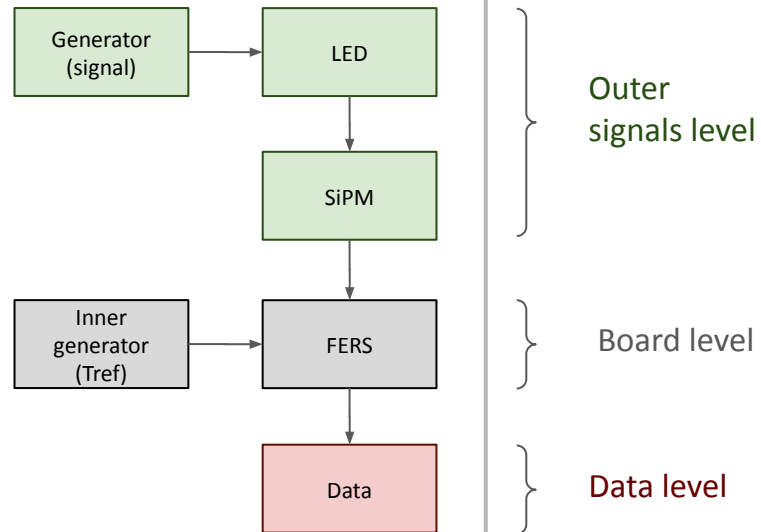 Generator
(signal)
LED
Outer
signals level
SiPM
Inner
generator
(Tref)
FERS
Board level
Data
Data level